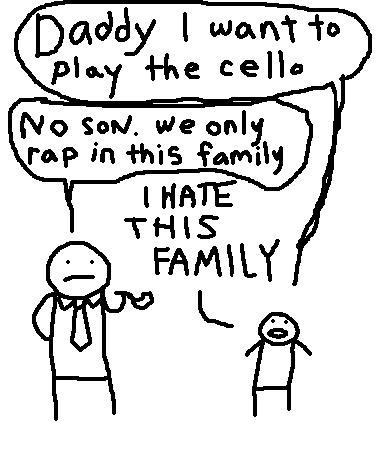 Daddy I want to
play the cello
No son. we only
rap in this family
I HATE
THIS
FAMILY